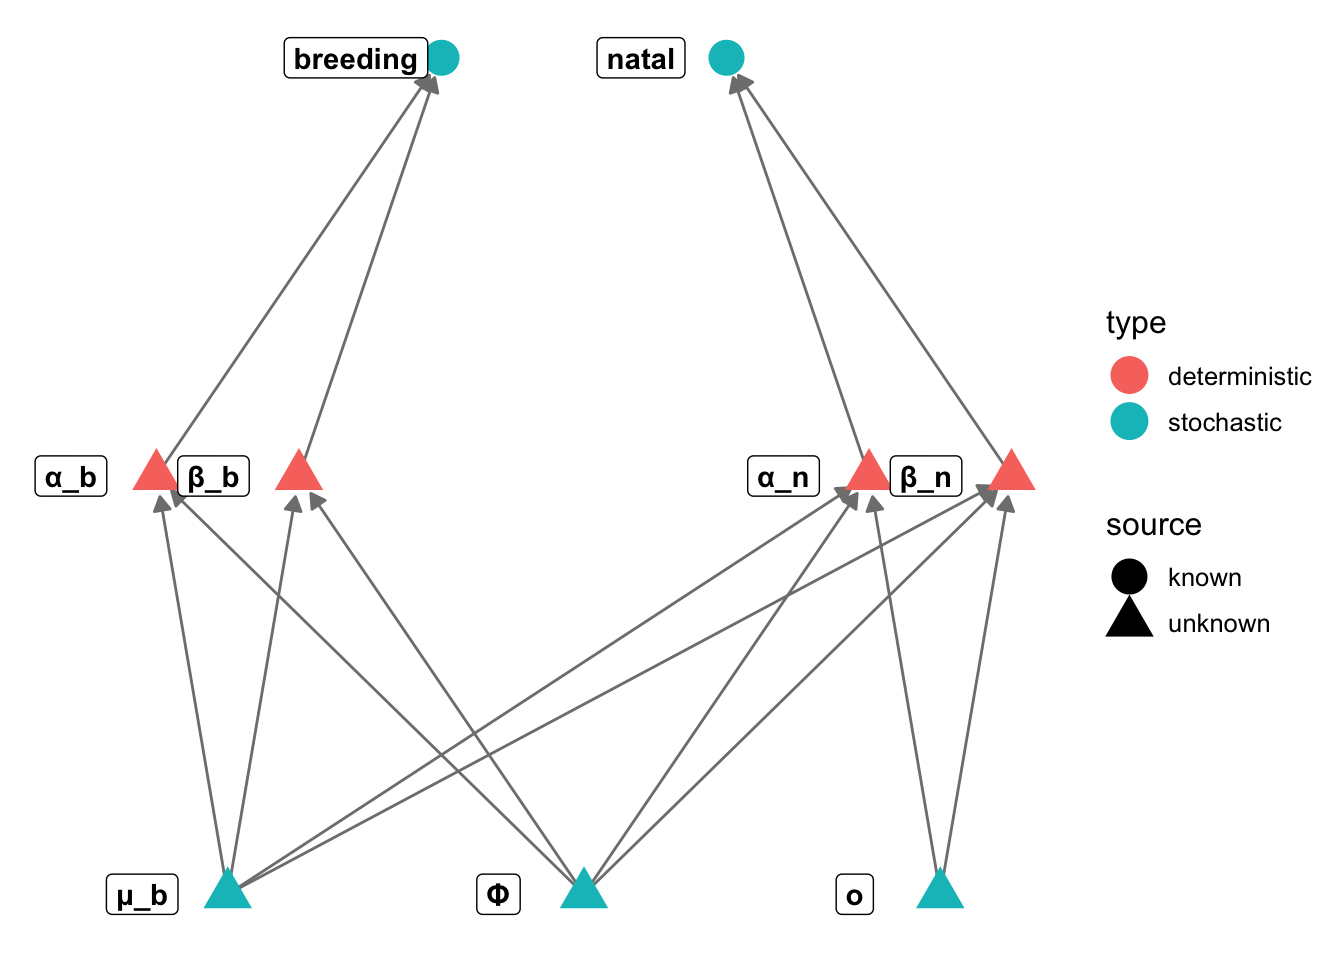 breeding
natal
type
deterministic
stochastic
α_b
β_b
α_n
β_n
source
known
unknown
μ_b
Φ
ο